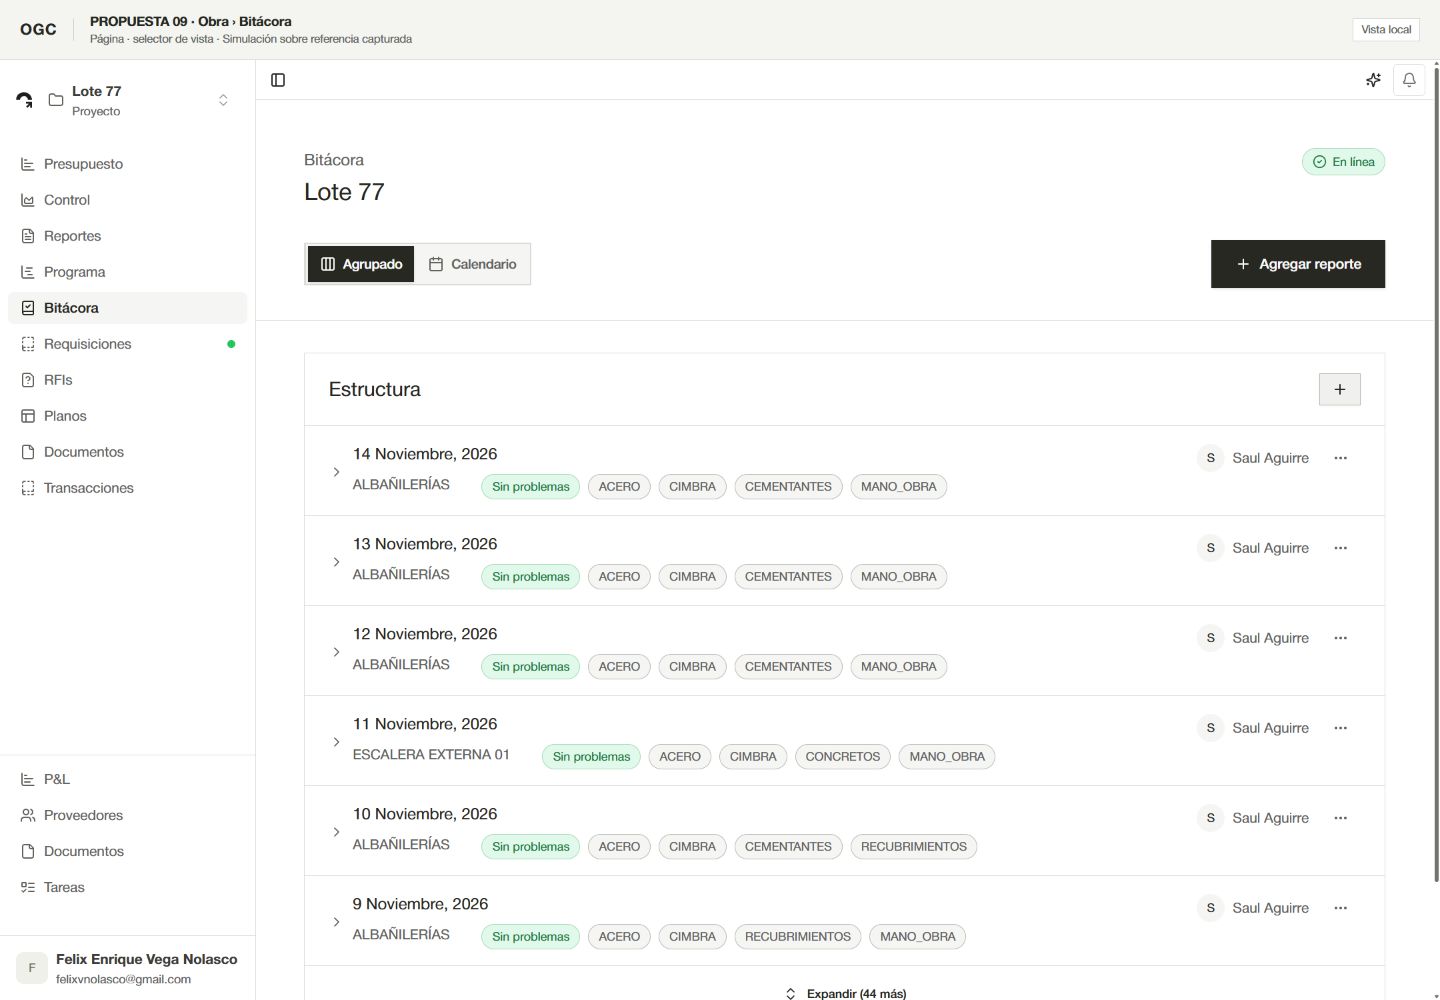 OGC
PROPUESTA 09 · Obra › Bitácora
Página · selector de vista · Simulación sobre referencia capturada
Vista local
Lote 77
Proyecto
Presupuesto
Control
Reportes
Programa
Bitácora
Requisiciones
RFIs
Planos
Documentos
Transacciones
P&L
Proveedores
Documentos
Tareas
F
Felix Enrique Vega Nolasco
felixvnolasco@gmail.com
Bitácora
Lote 77
En línea
Agrupado
Calendario
Agregar reporte
Estructura
14 Noviembre, 2026
ALBAÑILERÍAS Sin problemas ACERO CIMBRA CEMENTANTES MANO_OBRA
S Saul Aguirre
13 Noviembre, 2026
ALBAÑILERÍAS Sin problemas ACERO CIMBRA CEMENTANTES MANO_OBRA
S Saul Aguirre
12 Noviembre, 2026
ALBAÑILERÍAS Sin problemas ACERO CIMBRA CEMENTANTES MANO_OBRA
S Saul Aguirre
11 Noviembre, 2026
ESCALERA EXTERNA 01 Sin problemas ACERO CIMBRA CONCRETOS MANO_OBRA
S Saul Aguirre
10 Noviembre, 2026
ALBAÑILERÍAS Sin problemas ACERO CIMBRA CEMENTANTES RECUBRIMIENTOS
S Saul Aguirre
9 Noviembre, 2026
ALBAÑILERÍAS Sin problemas ACERO CIMBRA RECUBRIMIENTOS MANO_OBRA
S Saul Aguirre
Expandir (44 más)